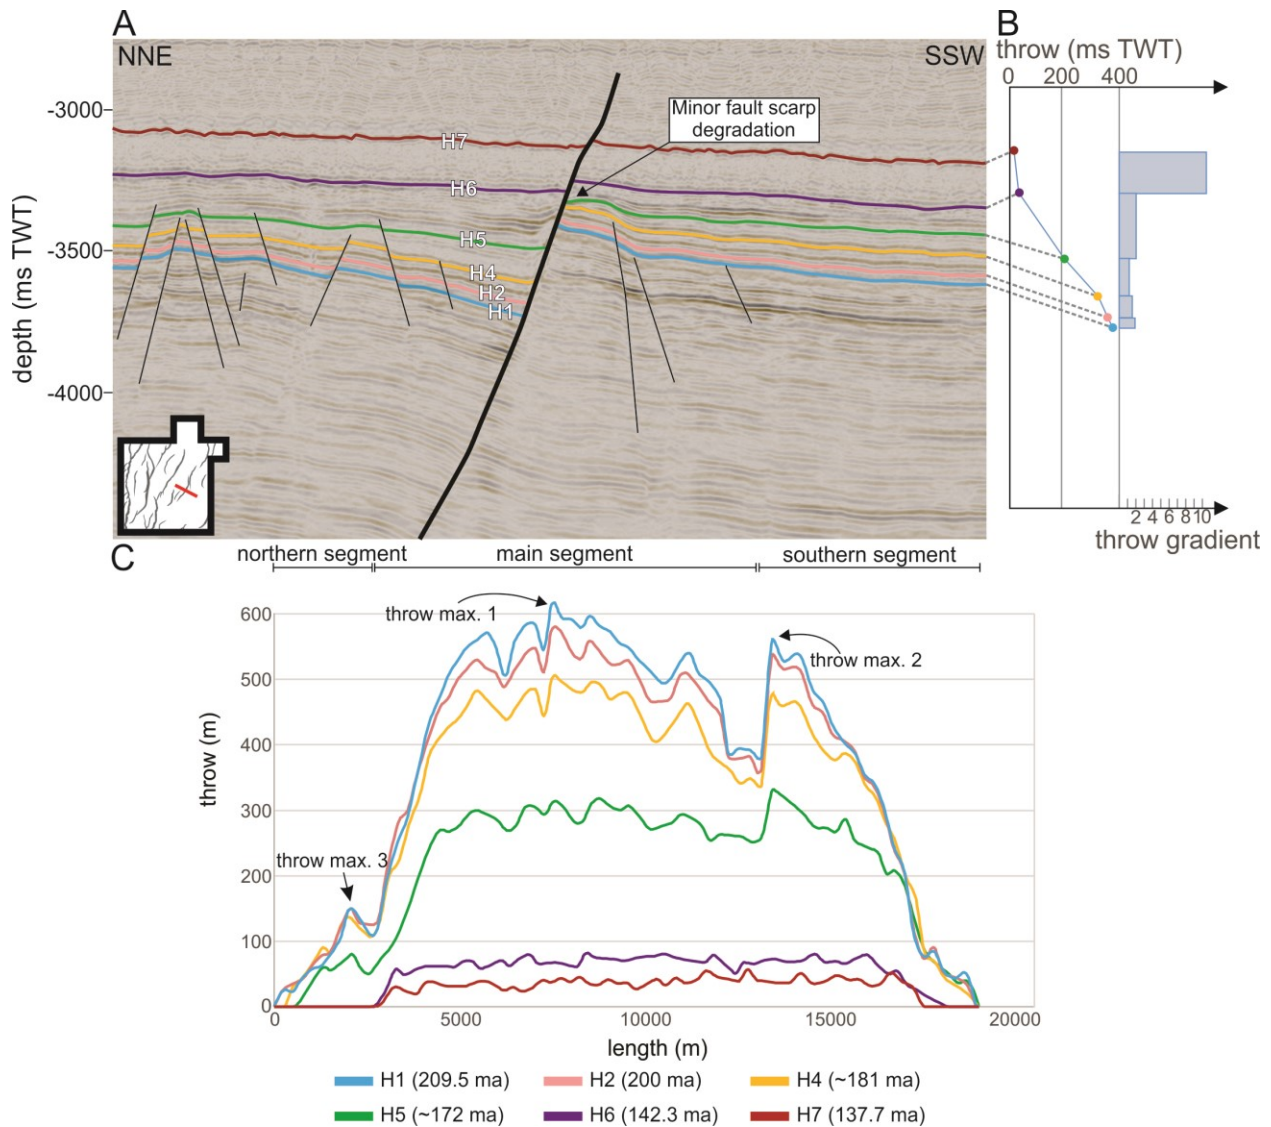 A
B
NNE
SSW
throw (ms TWT)
0 200 400
Minor fault scarp
degradation
-3000
-3500
-4000
depth (ms TWT)
H7
H6
H5
H4
H2
H1
2 4 6 8 10
throw gradient
C
northern segment
main segment
southern segment
throw max. 1
throw max. 2
throw max. 3
600
500
400
300
200
100
0
throw (m)
0 5000 10000 15000 20000
length (m)
H1 (209.5 ma) H2 (200 ma) H4 (~181 ma)
H5 (~172 ma) H6 (142.3 ma) H7 (137.7 ma)